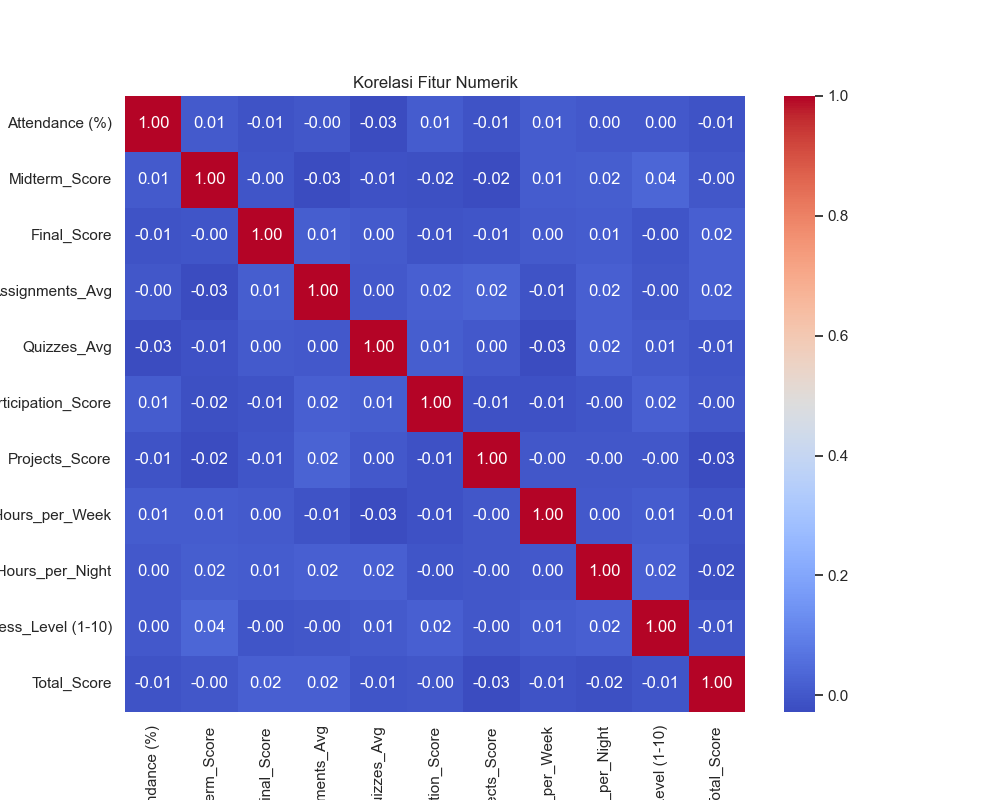 Korelasi Fitur Numerik
Attendance (%) 1.00 0.01 -0.01 -0.00 -0.03 0.01 -0.01 0.01 0.00 0.00 -0.01
Midterm_Score 0.01 1.00 -0.00 -0.03 -0.01 -0.02 -0.02 0.01 0.02 0.04 -0.00
Final_Score -0.01 -0.00 1.00 0.01 0.00 -0.01 -0.01 0.00 0.01 -0.00 0.02
ssignments_Avg -0.00 -0.03 0.01 1.00 0.00 0.02 0.02 -0.01 0.02 -0.00 0.02
Quizzes_Avg -0.03 -0.01 0.00 0.00 1.00 0.01 0.00 -0.03 0.02 0.01 -0.01
rticipation_Score 0.01 -0.02 -0.01 0.02 0.01 1.00 -0.01 -0.01 -0.00 0.02 -0.00
Projects_Score -0.01 -0.02 -0.01 0.02 0.00 -0.01 1.00 -0.00 -0.00 -0.00 -0.03
Hours_per_Week 0.01 0.01 0.00 -0.01 -0.03 -0.01 -0.00 1.00 0.00 0.01 -0.01
Hours_per_Night 0.00 0.02 0.01 0.02 0.02 -0.00 -0.00 0.00 1.00 0.02 -0.02
ess_Level (1-10) 0.00 0.04 -0.00 -0.00 0.01 0.02 -0.00 0.01 0.02 1.00 -0.01
Total_Score -0.01 -0.00 0.02 0.02 -0.01 -0.00 -0.03 -0.01 -0.02 -0.01 1.00
ndance (%)
erm_Score
inal_Score
ments_Avg
uizzes_Avg
tion_Score
ects_Score
_per_Week
_per_Night
evel (1-10)
otal_Score
1.0
0.8
0.6
0.4
0.2
0.0